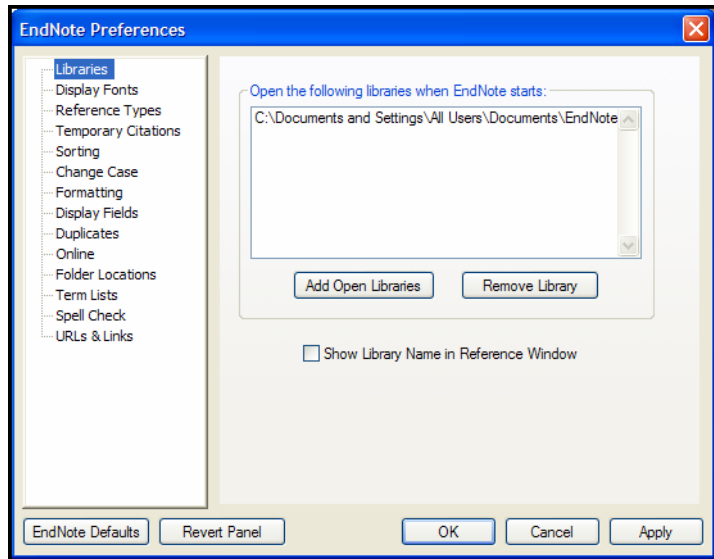 EndNote Preferences
Libraries
Display Fonts
Reference Types
Temporary Citations
Sorting
Change Case
Formatting
Display Fields
Duplicates
Online
Folder Locations
Term Lists
Spell Check
URLs & Links
Open the following libraries when EndNote starts:
C:\Documents and Settings\All Users\Documents\EndNote
Add Open Libraries
Remove Library
Show Library Name in Reference Window
EndNote Defaults
Revert Panel
OK
Cancel
Apply